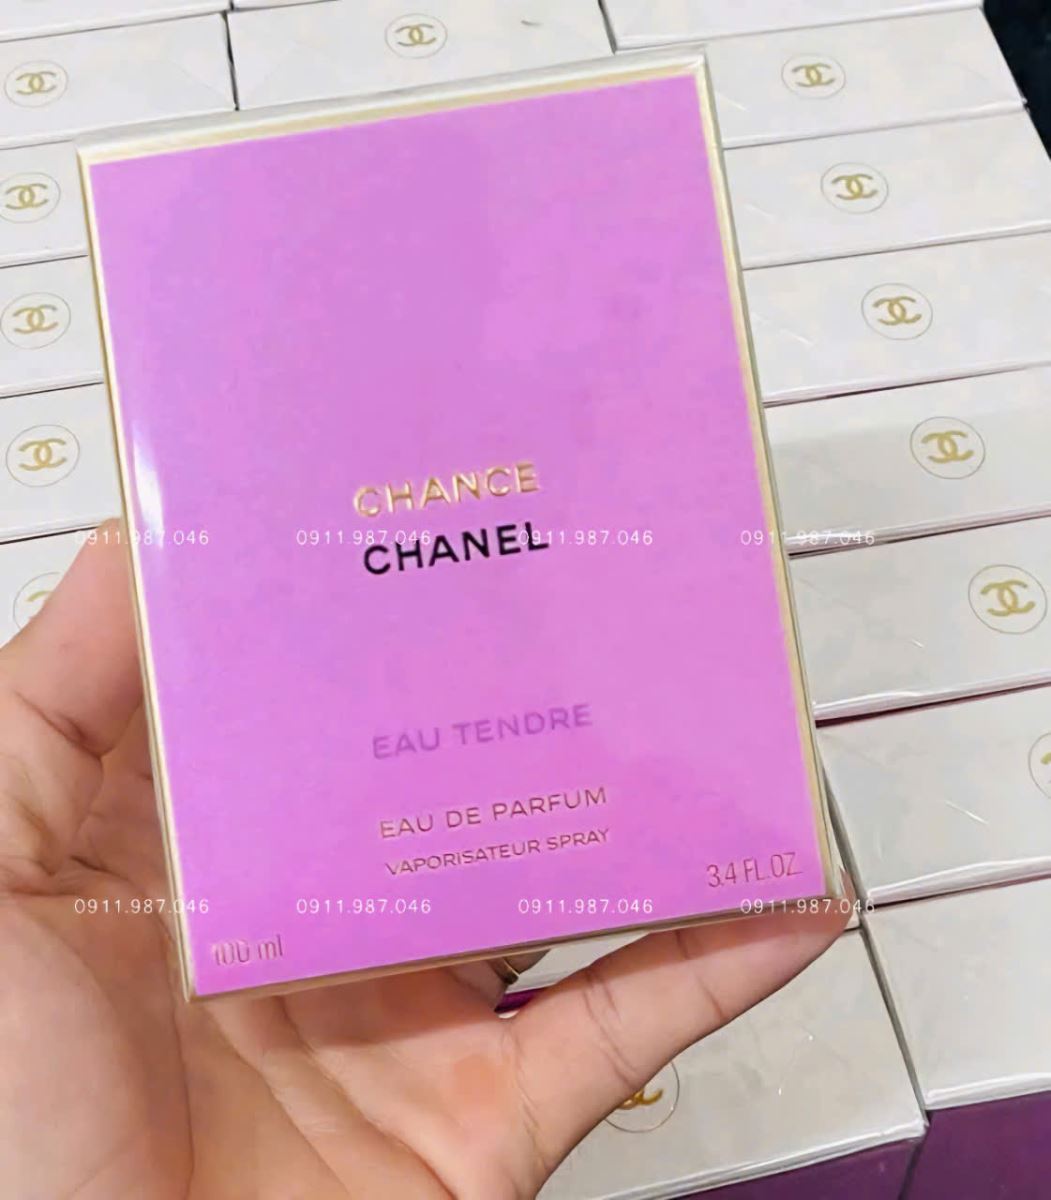 CHANCE
CHANEL
0911.987.046 0911.987.046 0911.987.046 0911.987.046
EAU TENDRE
EAU DE PARFUM
VAPORISATEUR SPRAY
3.4 FL.OZ.
0911.987.046 0911.987.046 0911.987.046 0911.987.046
100 ml